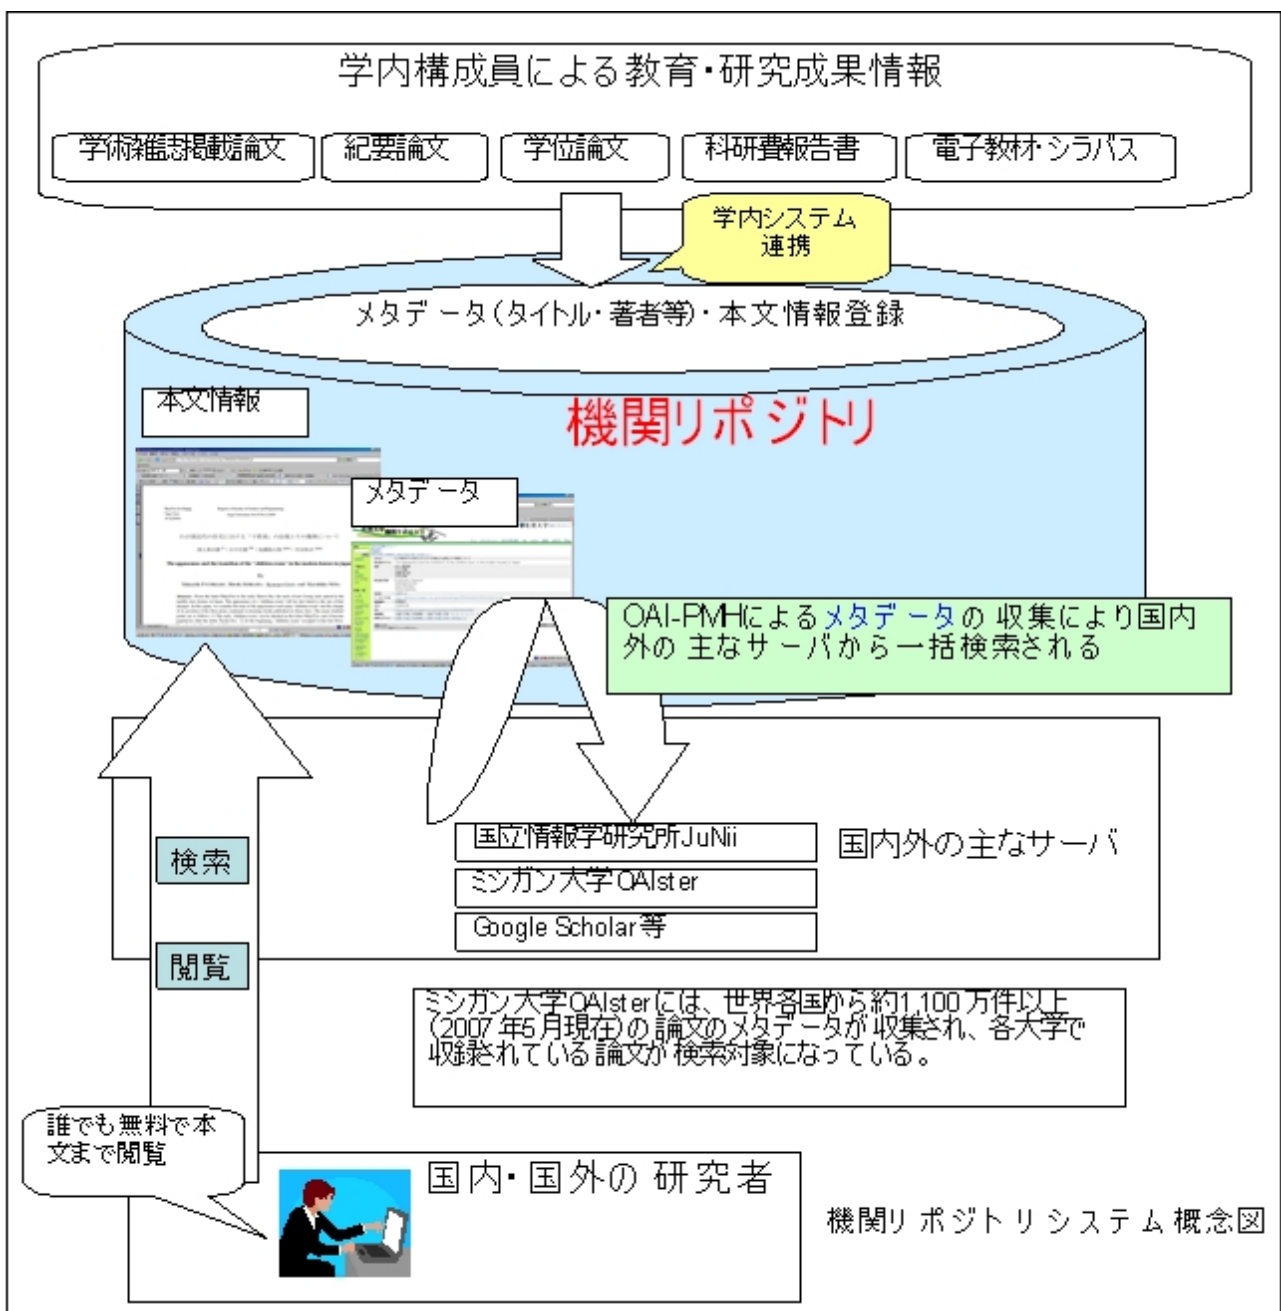 学内構成員による教育・研究成果情報
学術雑誌掲載論文
紀要論文
学位論文
科研費報告書
電子教材・シラバス
学内システム
連携
メタデータ(タイトル・著者等)・本文情報登録
機関リポジトリ
本文情報
メタデータ
機関リポジトリ
OAI-PMHによるメタデータの収集により国内
外の主なサーバから一括検索される
国立情報学研究所JuNii
ミシガン大学OAIster
Google Scholar等
国内外の主なサーバ
検索
閲覧
ミシガン大学OAIsterには、世界各国から約1,100万件以上
(2007年5月現在)の論文のメタデータが収集され、各大学で
収録されている論文が検索対象になっている。
誰でも無料で本
文まで閲覧
国内・国外の研究者
機関リポジトリシステム概念図